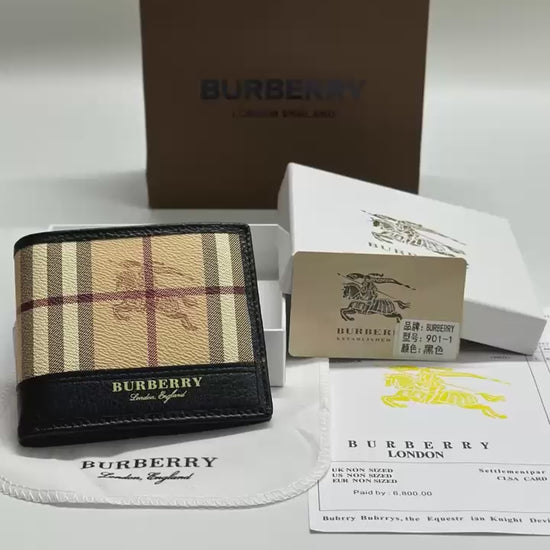 BURBERRY
LONDON ENGLAND
BURBERRY
ESTABLISHED
品牌: BURBERRY
型号: 901-1
颜色: 黑色
BURBERRY
London, England
BURBERRY
London, England
BURBERRY
LONDON
UK NON SIZED
US NON SIZED
EUR NON SIZED
Settlementpar
CLSA CARD
Paid by : 6,800.00
Buhrry Buhrrys, the Equestr ian Knight Devi